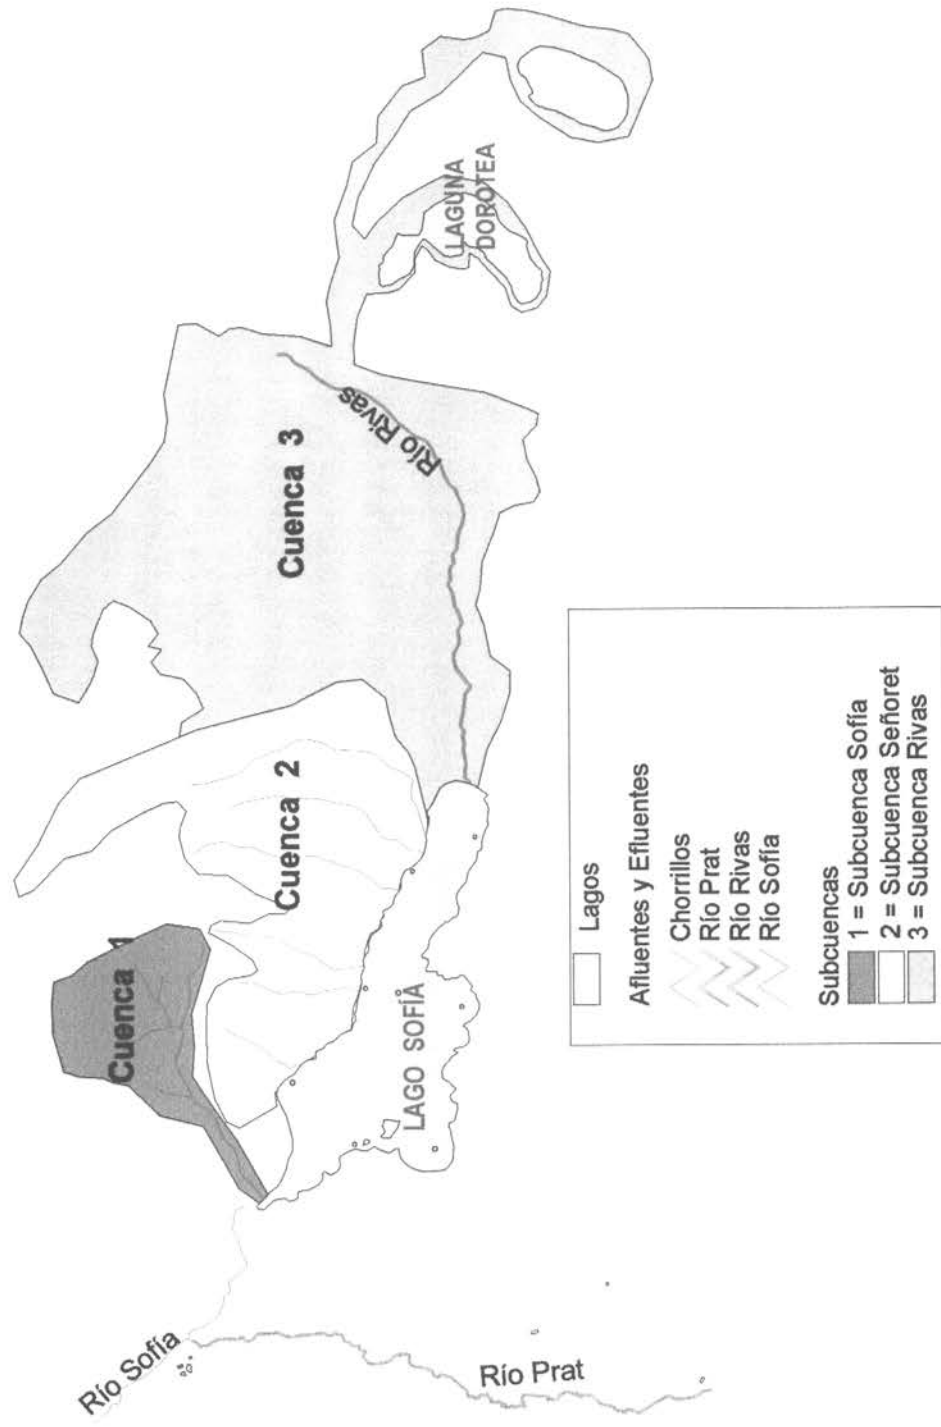 Río Sofía
Río Prat
Cuenca 1
Cuenca 2
Cuenca 3
LAGO SOFÍA
Río Rivas
LAGUNA
DOROTEA
Lagos
Afluentes y Efluentes
Chorrillos
Río Prat
Río Rivas
Río Sofía
Subcuencas
1 = Subcuenca Sofía
2 = Subcuenca Señoret
3 = Subcuenca Rivas